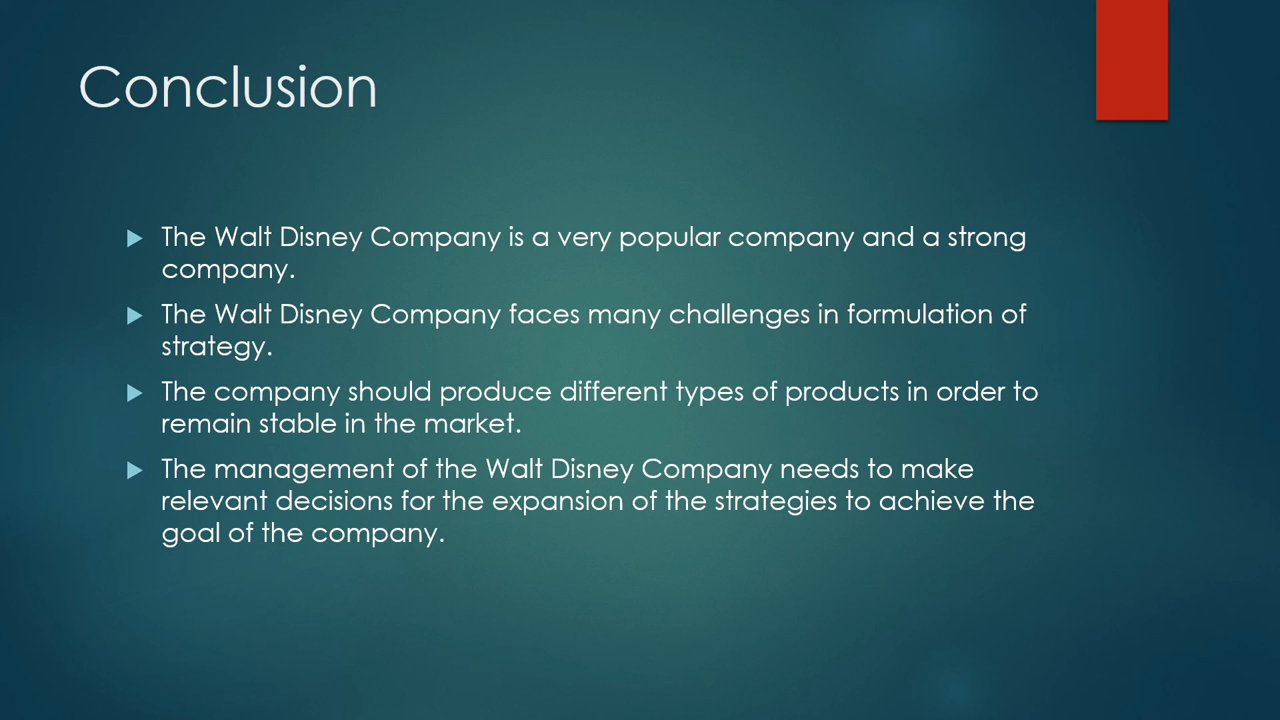 Conclusion
The Walt Disney Company is a very popular company and a strong
company.
The Walt Disney Company faces many challenges in formulation of
strategy.
The company should produce different types of products in order to
remain stable in the market.
The management of the Walt Disney Company needs to make
relevant decisions for the expansion of the strategies to achieve the
goal of the company.